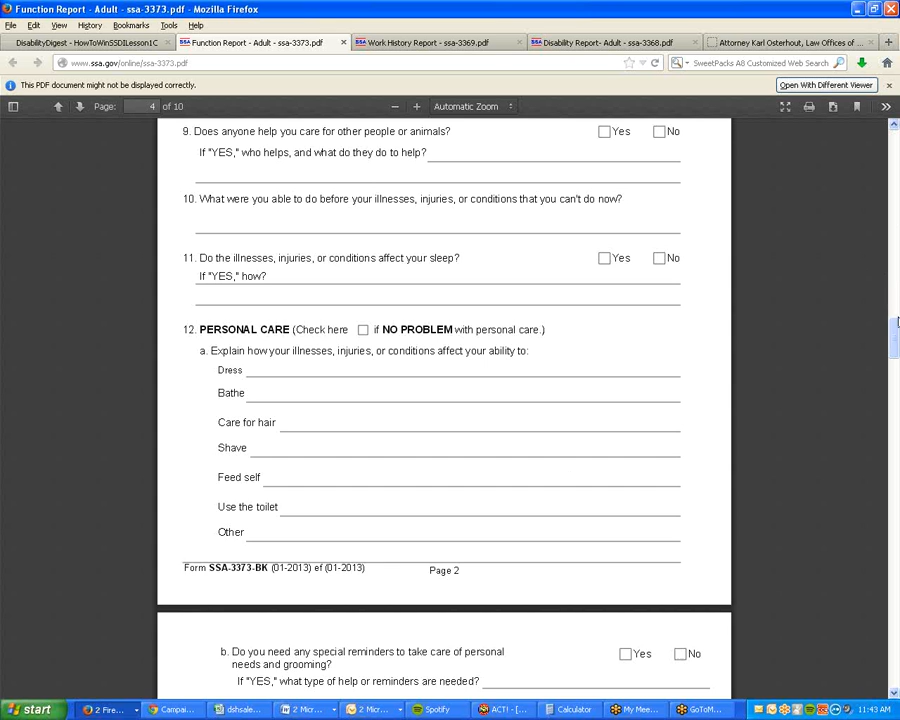 Function Report - Adult - ssa-3373.pdf - Mozilla Firefox
File Edit View History Bookmarks Tools Help
DisabilityDigest - HowToWinSSDILesson1C
Function Report - Adult - ssa-3373.pdf
Work History Report - ssa-3369.pdf
Disability Report- Adult - ssa-3368.pdf
Attorney Karl Osterhout, Law Offices of ...
www.ssa.gov/online/ssa-3373.pdf
SweetPacks A8 Customized Web Search
This PDF document might not be displayed correctly.
Open With Different Viewer
Page: 4 of 10
Automatic Zoom
9. Does anyone help you care for other people or animals? Yes No
If "YES," who helps, and what do they do to help?
10. What were you able to do before your illnesses, injuries, or conditions that you can't do now?
11. Do the illnesses, injuries, or conditions affect your sleep? Yes No
If "YES," how?
12. PERSONAL CARE (Check here if NO PROBLEM with personal care.)
a. Explain how your illnesses, injuries, or conditions affect your ability to:
Dress
Bathe
Care for hair
Shave
Feed self
Use the toilet
Other
Form SSA-3373-BK (01-2013) ef (01-2013)
Page 2
b. Do you need any special reminders to take care of personal Yes No
needs and grooming?
If "YES," what type of help or reminders are needed?
start 2 Fire... Campai... dshsale... 2 Micr... 2 Micr... Spotify ACT! - [... Calculator My Mee... GoToM... 11:43 AM